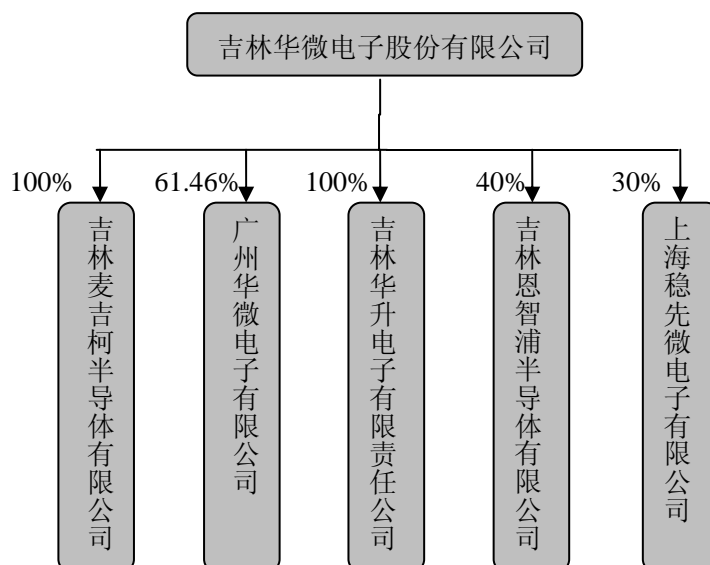 吉林华微电子股份有限公司
100%
61.46%
100%
40%
30%
吉林麦吉柯半导体有限公司
广州华微电子有限公司
吉林华升电子有限责任公司
吉林恩智浦半导体有限公司
上海稳先微电子有限公司